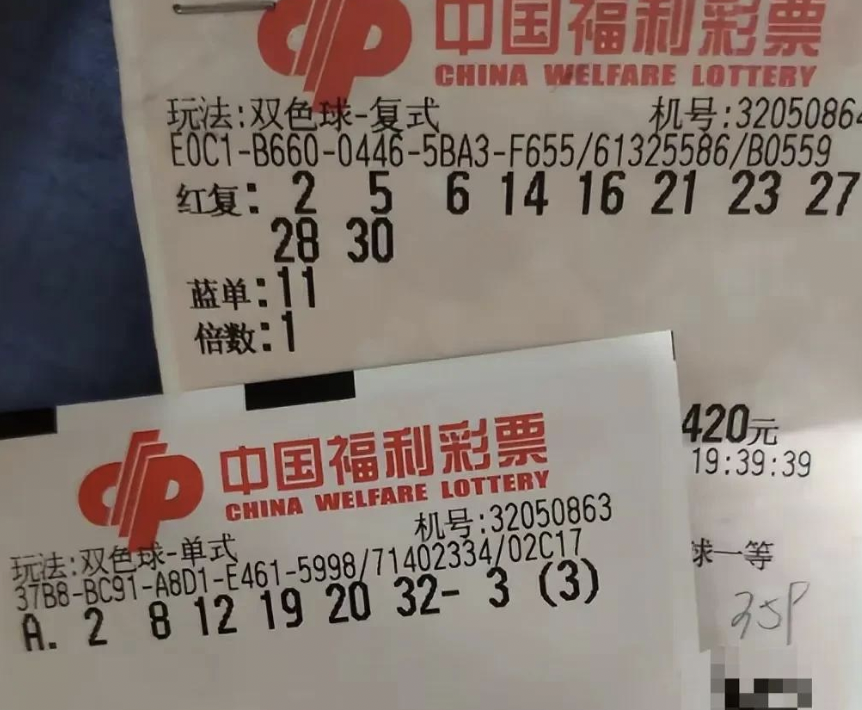 中国福利彩票
CHINA WELFARE LOTTERY
玩法:双色球-复式 机号:32050864
E0C1-B660-0446-5BA3-F655/61325586/B0559
红复: 2 5 6 14 16 21 23 27
28 30
蓝单:11
倍数:1
420元
19:39:39
球一等
中国福利彩票
CHINA WELFARE LOTTERY
机号:32050863
玩法:双色球-单式
37B8-BC91-A8D1-E461-5998/71402334/02C17
A. 2 8 12 19 20 32- 3 (3)